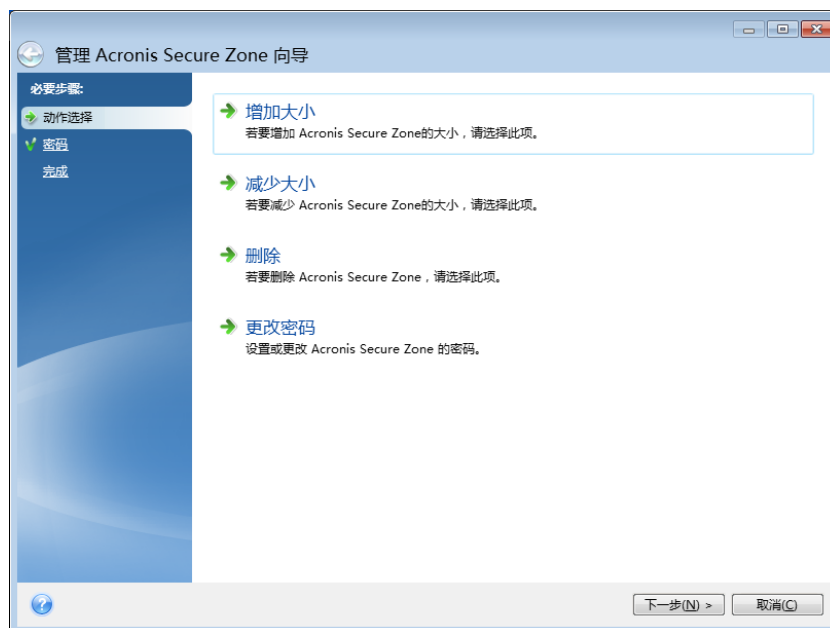 管理 Acronis Secure Zone 向导
必要步骤:
动作选择
密码
完成
增加大小
若要增加 Acronis Secure Zone的大小，请选择此项。
减少大小
若要减少 Acronis Secure Zone的大小，请选择此项。
删除
若要删除 Acronis Secure Zone，请选择此项。
更改密码
设置或更改 Acronis Secure Zone 的密码。
下一步(N) >
取消(C)